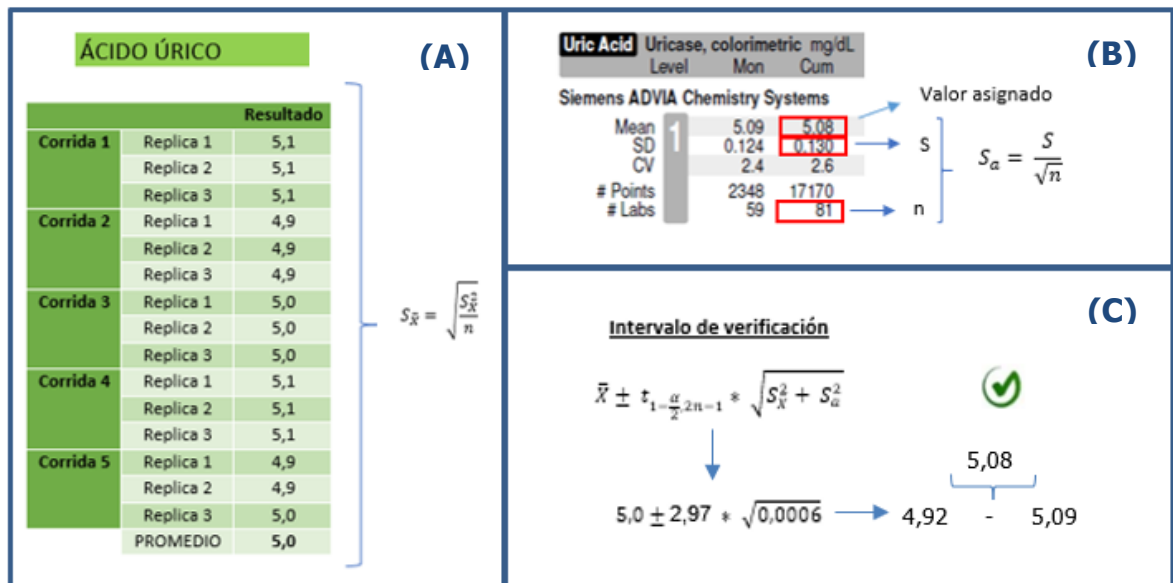 ÁCIDO ÚRICO
(A)
Resultado
Corrida 1 Replica 1 5,1
Replica 2 5,1
Replica 3 5,1
Corrida 2 Replica 1 4,9
Replica 2 4,9
Replica 3 4,9
Corrida 3 Replica 1 5,0
Replica 2 5,0
Replica 3 5,0
Corrida 4 Replica 1 5,1
Replica 2 5,1
Replica 3 5,1
Corrida 5 Replica 1 4,9
Replica 2 4,9
Replica 3 5,0
PROMEDIO 5,0
S_x̄ = √(S²_x̄/n)
(B)
Uric Acid Uricase, colorimetric mg/dL
Level Mon Cum
Siemens ADVIA Chemistry Systems
1
Mean 5.09 5.08
SD 0.124 0.130
CV 2.4 2.6
# Points 2348 17170
# Labs 59 81
Valor asignado
S
n
S_a = S/√n
(C)
Intervalo de verificación
X̄ ± t_{1-α/2, 2n-1} * √(S²_X̄ + S²_a)
5,0 ± 2,97 * √0,0006
5,08
4,92 - 5,09